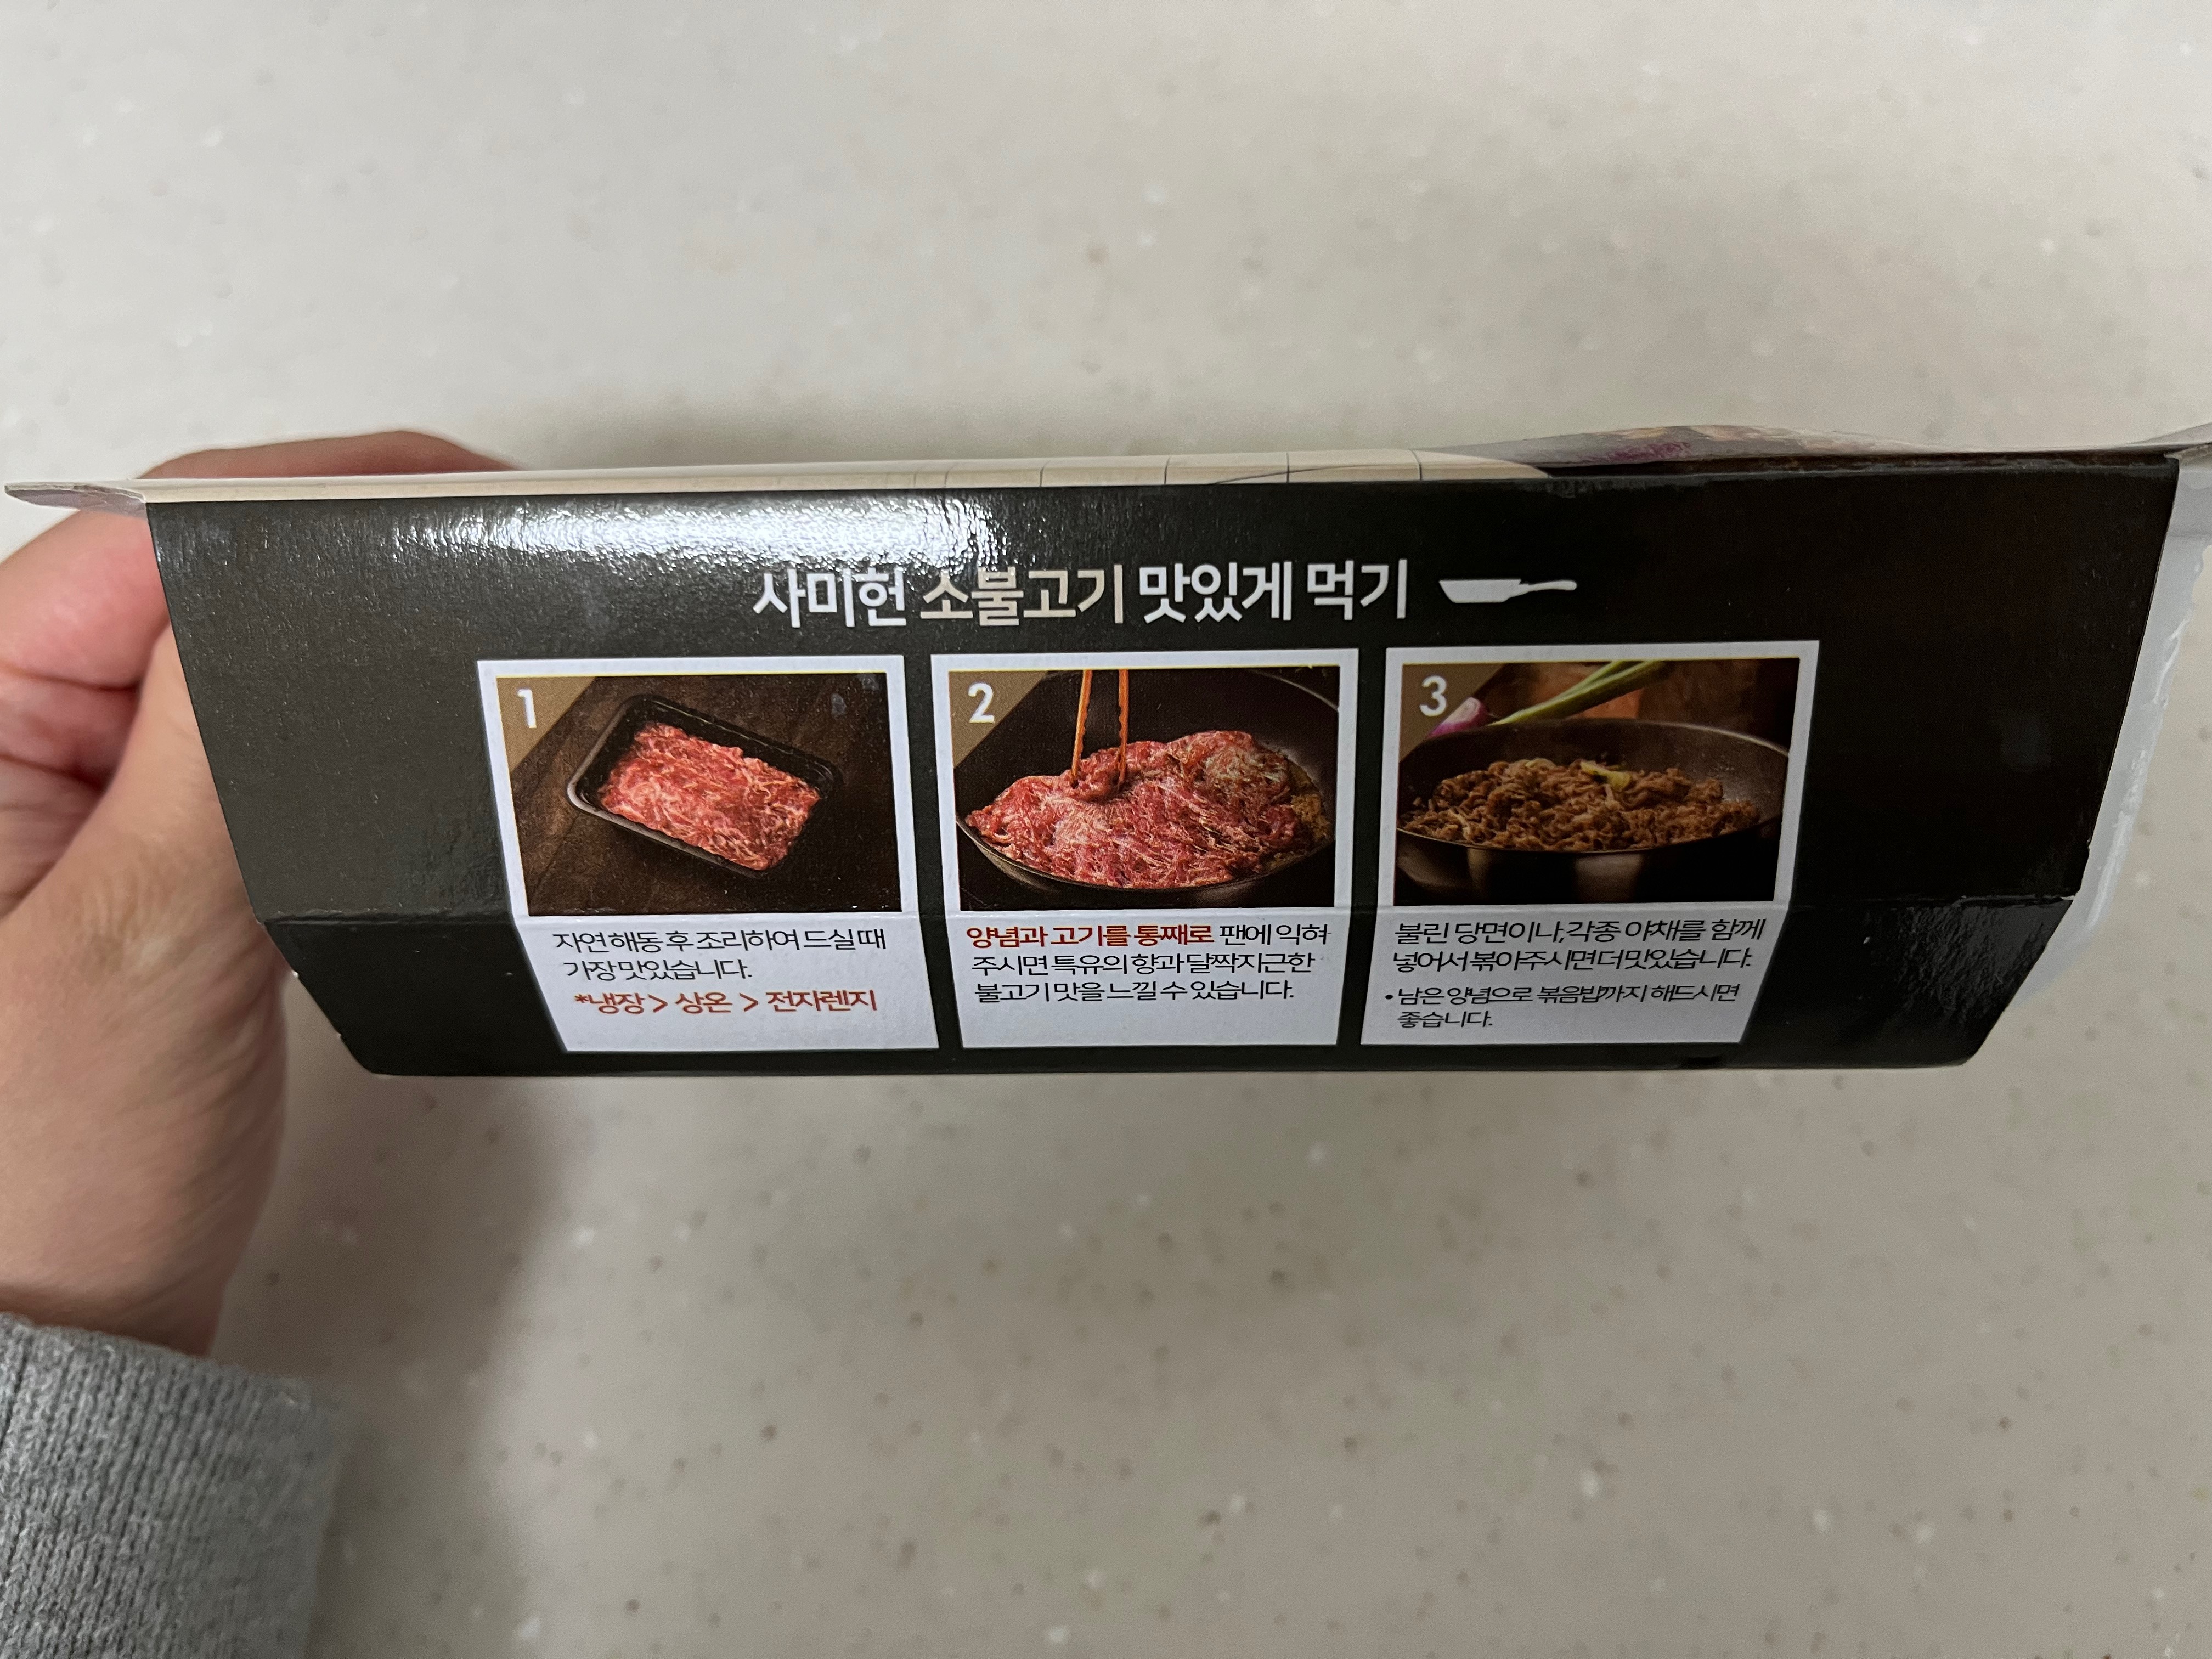 사미헌 소불고기 맛있게 먹기
1
자연 해동 후 조리하여 드실 때
가장 맛있습니다.
*냉장 > 상온 > 전자렌지
2
양념과 고기를 통째로 팬에 익혀
주시면 특유의 향과 달짝지근한
불고기 맛을 느낄 수 있습니다.
3
불린 당면이나, 각종 야채를 함께
넣어서 볶아주시면 더 맛있습니다.
• 남은 양념으로 볶음밥까지 해드시면
좋습니다.